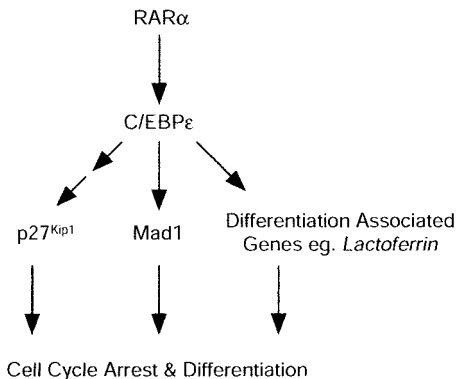 RARα
C/EBPε
p27Kip1
Mad1
Differentiation Associated
Genes eg. Lactoferrin
Cell Cycle Arrest & Differentiation